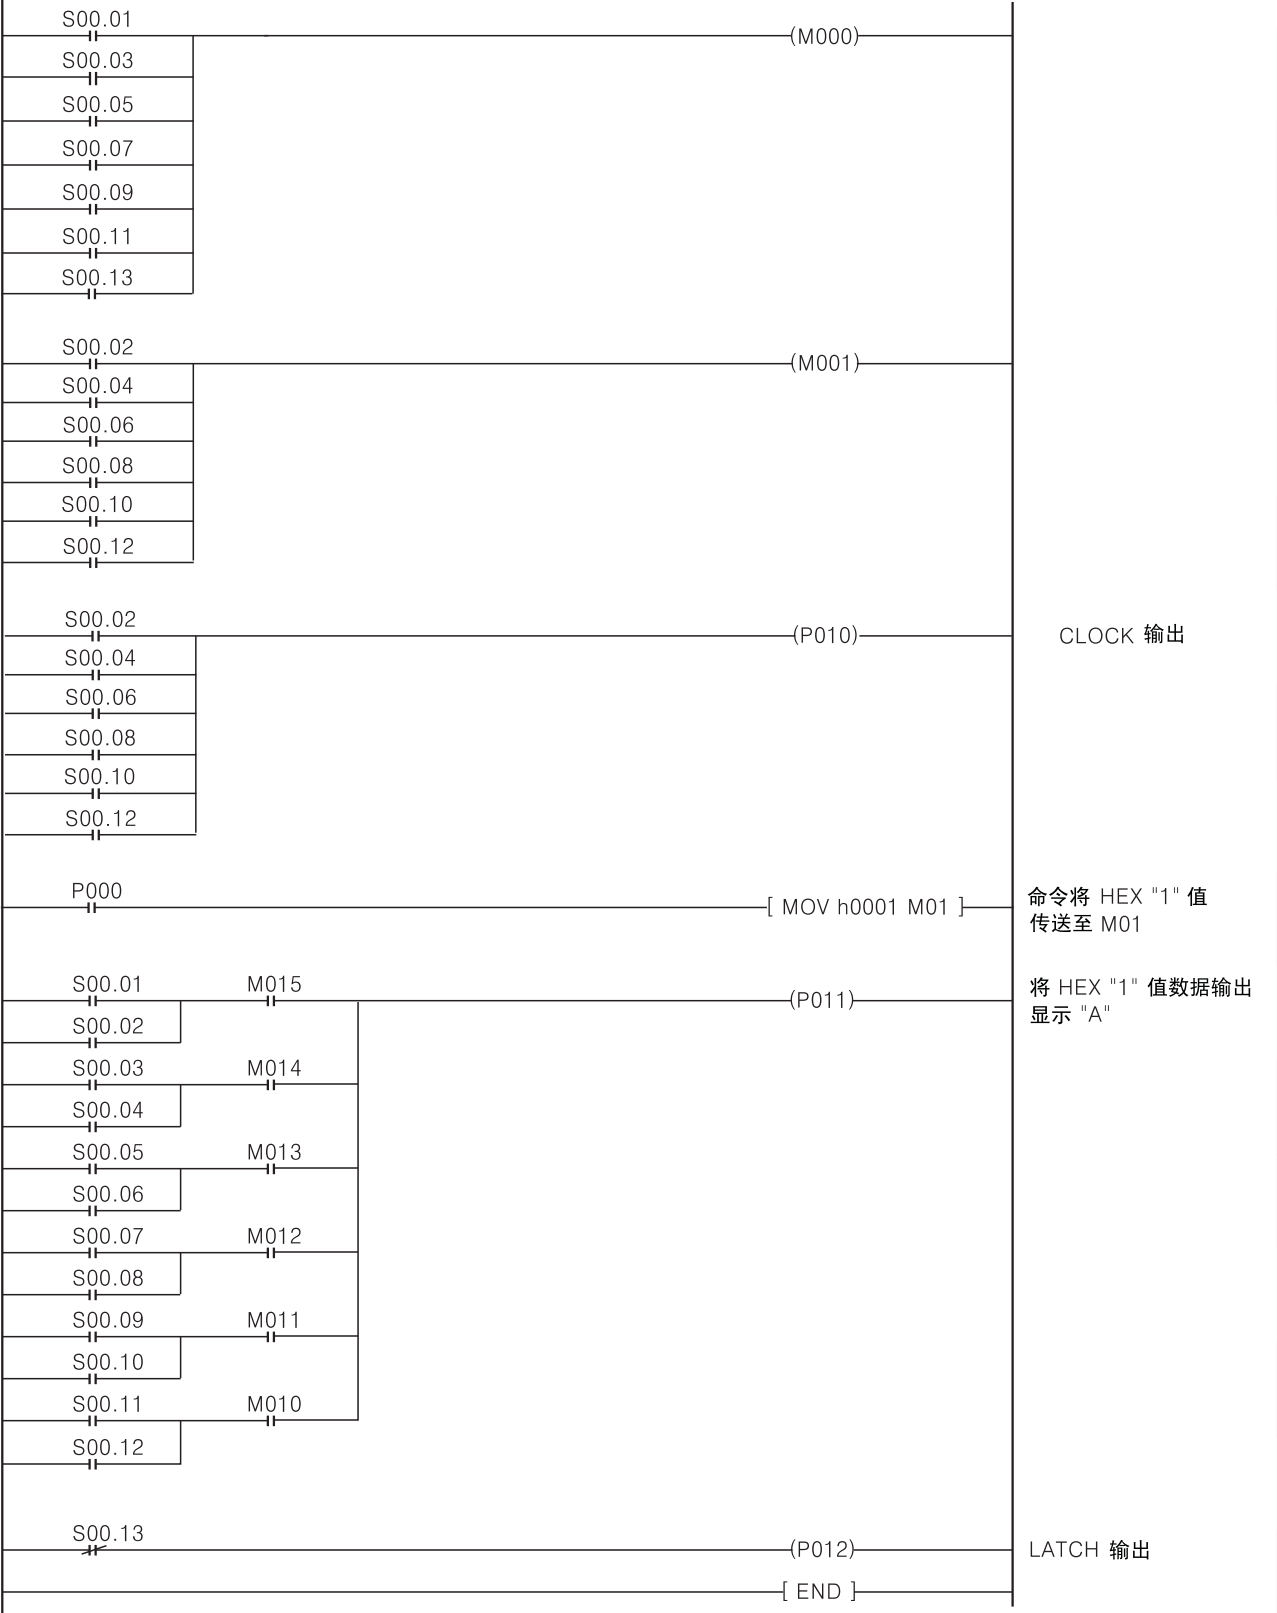 S00.01
(M000)
S00.03
S00.05
S00.07
S00.09
S00.11
S00.13
S00.02
(M001)
S00.04
S00.06
S00.08
S00.10
S00.12
S00.02
(P010) CLOCK 输出
S00.04
S00.06
S00.08
S00.10
S00.12
P000
[ MOV h0001 M01 ]
命令将 HEX "1" 值
传送至 M01
S00.01 M015
(P011)
将 HEX "1" 值数据输出
显示 "A"
S00.02
S00.03 M014
S00.04
S00.05 M013
S00.06
S00.07 M012
S00.08
S00.09 M011
S00.10
S00.11 M010
S00.12
S00.13
(P012) LATCH 输出
[ END ]